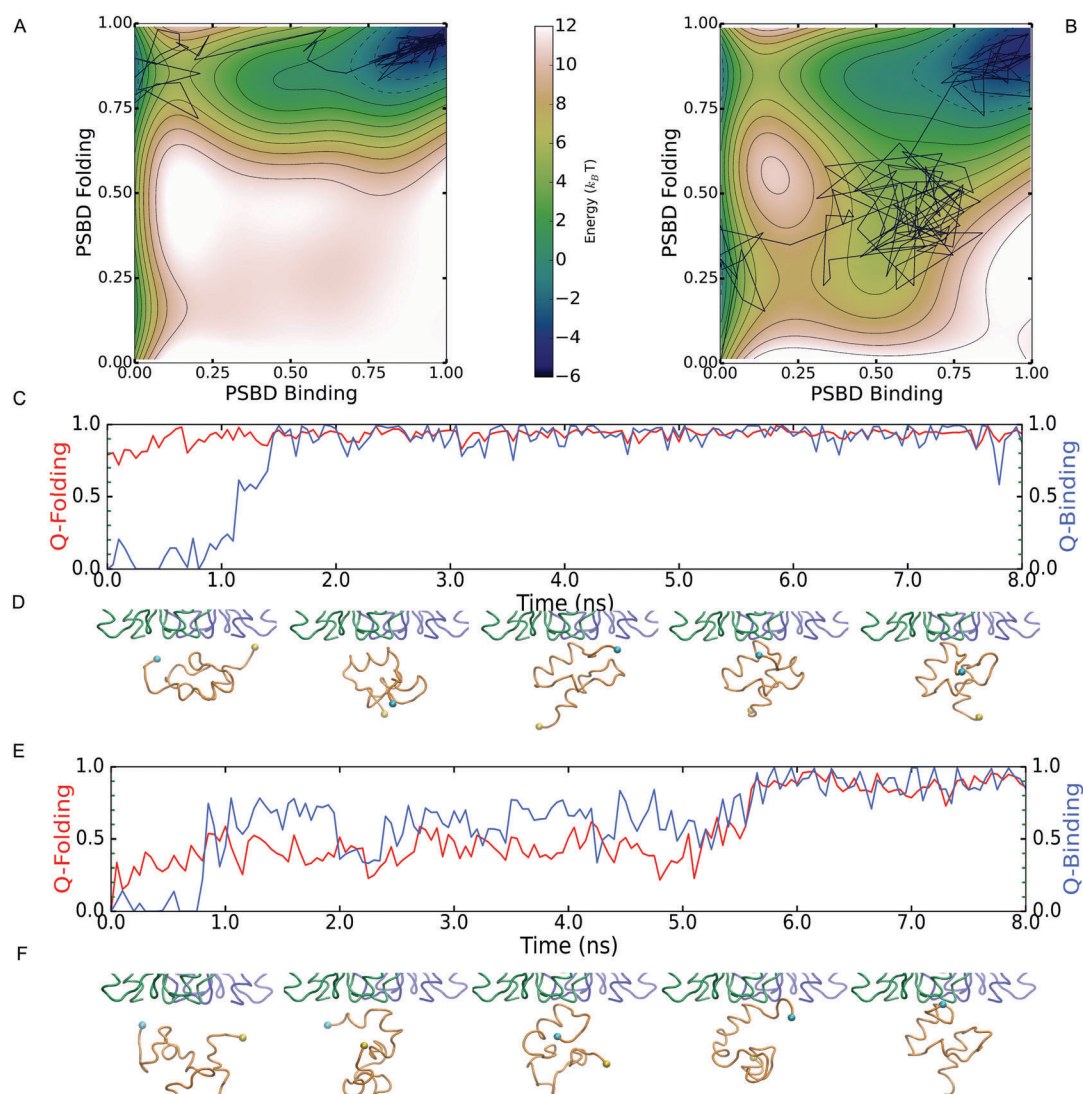 A
B
1.00
0.75
0.50
0.25
0.00
PSBD Folding
0.00 0.25 0.50 0.75 1.00
PSBD Binding
12
10
8
6
4
2
0
−2
−4
−6
Energy (k_B T)
1.00
0.75
0.50
0.25
0.00
PSBD Folding
0.00 0.25 0.50 0.75 1.00
PSBD Binding
C
1.0
0.5
0.0
Q-Folding
1.0
0.5
0.0
Q-Binding
0.0 1.0 2.0 3.0 4.0 5.0 6.0 7.0 8.0
Time (ns)
D
E
1.0
0.5
0.0
Q-Folding
1.0
0.5
0.0
Q-Binding
0.0 1.0 2.0 3.0 4.0 5.0 6.0 7.0 8.0
Time (ns)
F